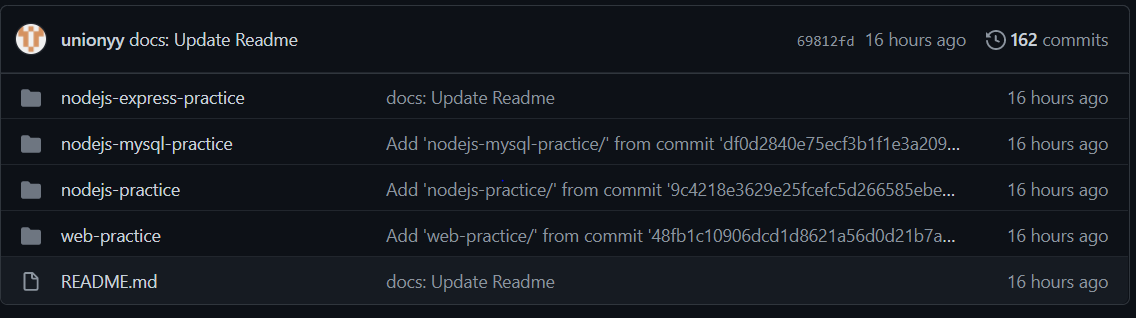 unionyy docs: Update Readme 69812fd 16 hours ago 162 commits
nodejs-express-practice docs: Update Readme 16 hours ago
nodejs-mysql-practice Add 'nodejs-mysql-practice/' from commit 'df0d2840e75ecf3b1f1e3a209... 16 hours ago
nodejs-practice Add 'nodejs-practice/' from commit '9c4218e3629e25fcefc5d266585ebe... 16 hours ago
web-practice Add 'web-practice/' from commit '48fb1c10906dcd1d8621a56d0d21b7a... 16 hours ago
README.md docs: Update Readme 16 hours ago